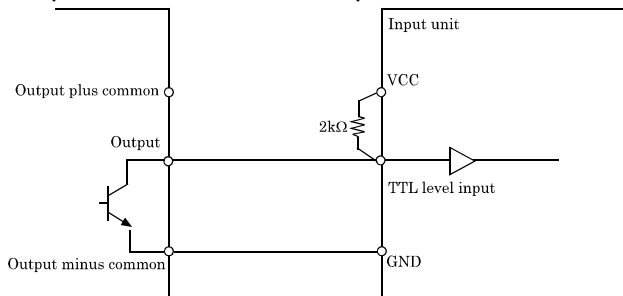 Input unit
VCC
Output plus common
2kΩ
Output
TTL level input
Output minus common
GND